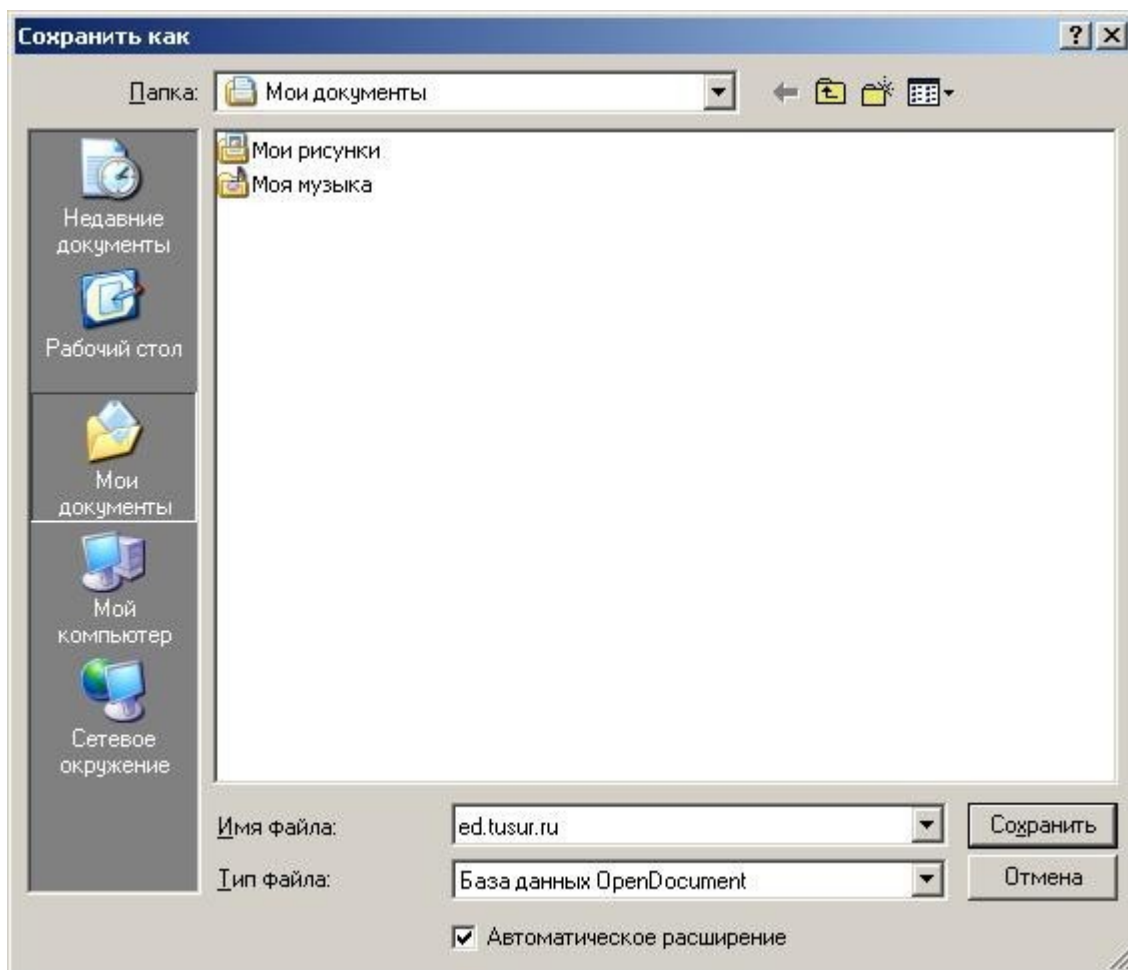 Сохранить как
Папка:
Мои документы
Мои рисунки
Моя музыка
Недавние
документы
Рабочий стол
Мои
документы
Мой
компьютер
Сетевое
окружение
Имя файла:
ed.tusur.ru
Сохранить
Тип файла:
База данных OpenDocument
Отмена
Автоматическое расширение